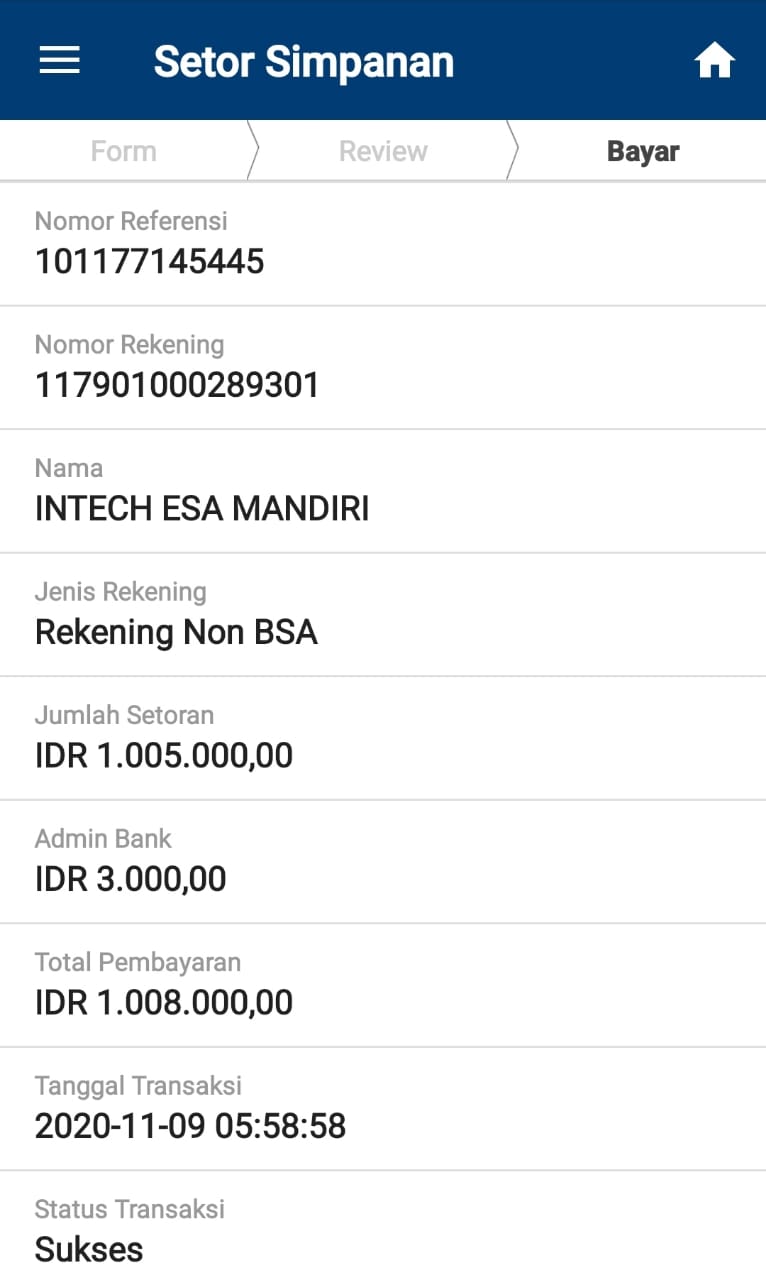 Setor Simpanan
Form
Review
Bayar
Nomor Referensi
101177145445
Nomor Rekening
117901000289301
Nama
INTECH ESA MANDIRI
Jenis Rekening
Rekening Non BSA
Jumlah Setoran
IDR 1.005.000,00
Admin Bank
IDR 3.000,00
Total Pembayaran
IDR 1.008.000,00
Tanggal Transaksi
2020-11-09 05:58:58
Status Transaksi
Sukses